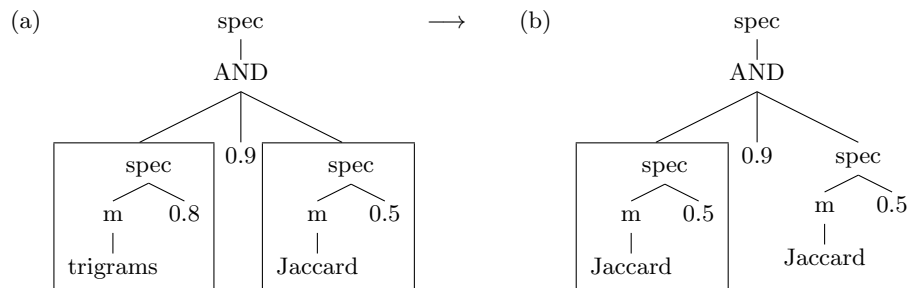 (a) spec ⟶ (b) spec
AND AND
0.9 0.9
spec spec spec spec
m 0.8 m 0.5 m 0.5 m 0.5
trigrams Jaccard Jaccard Jaccard